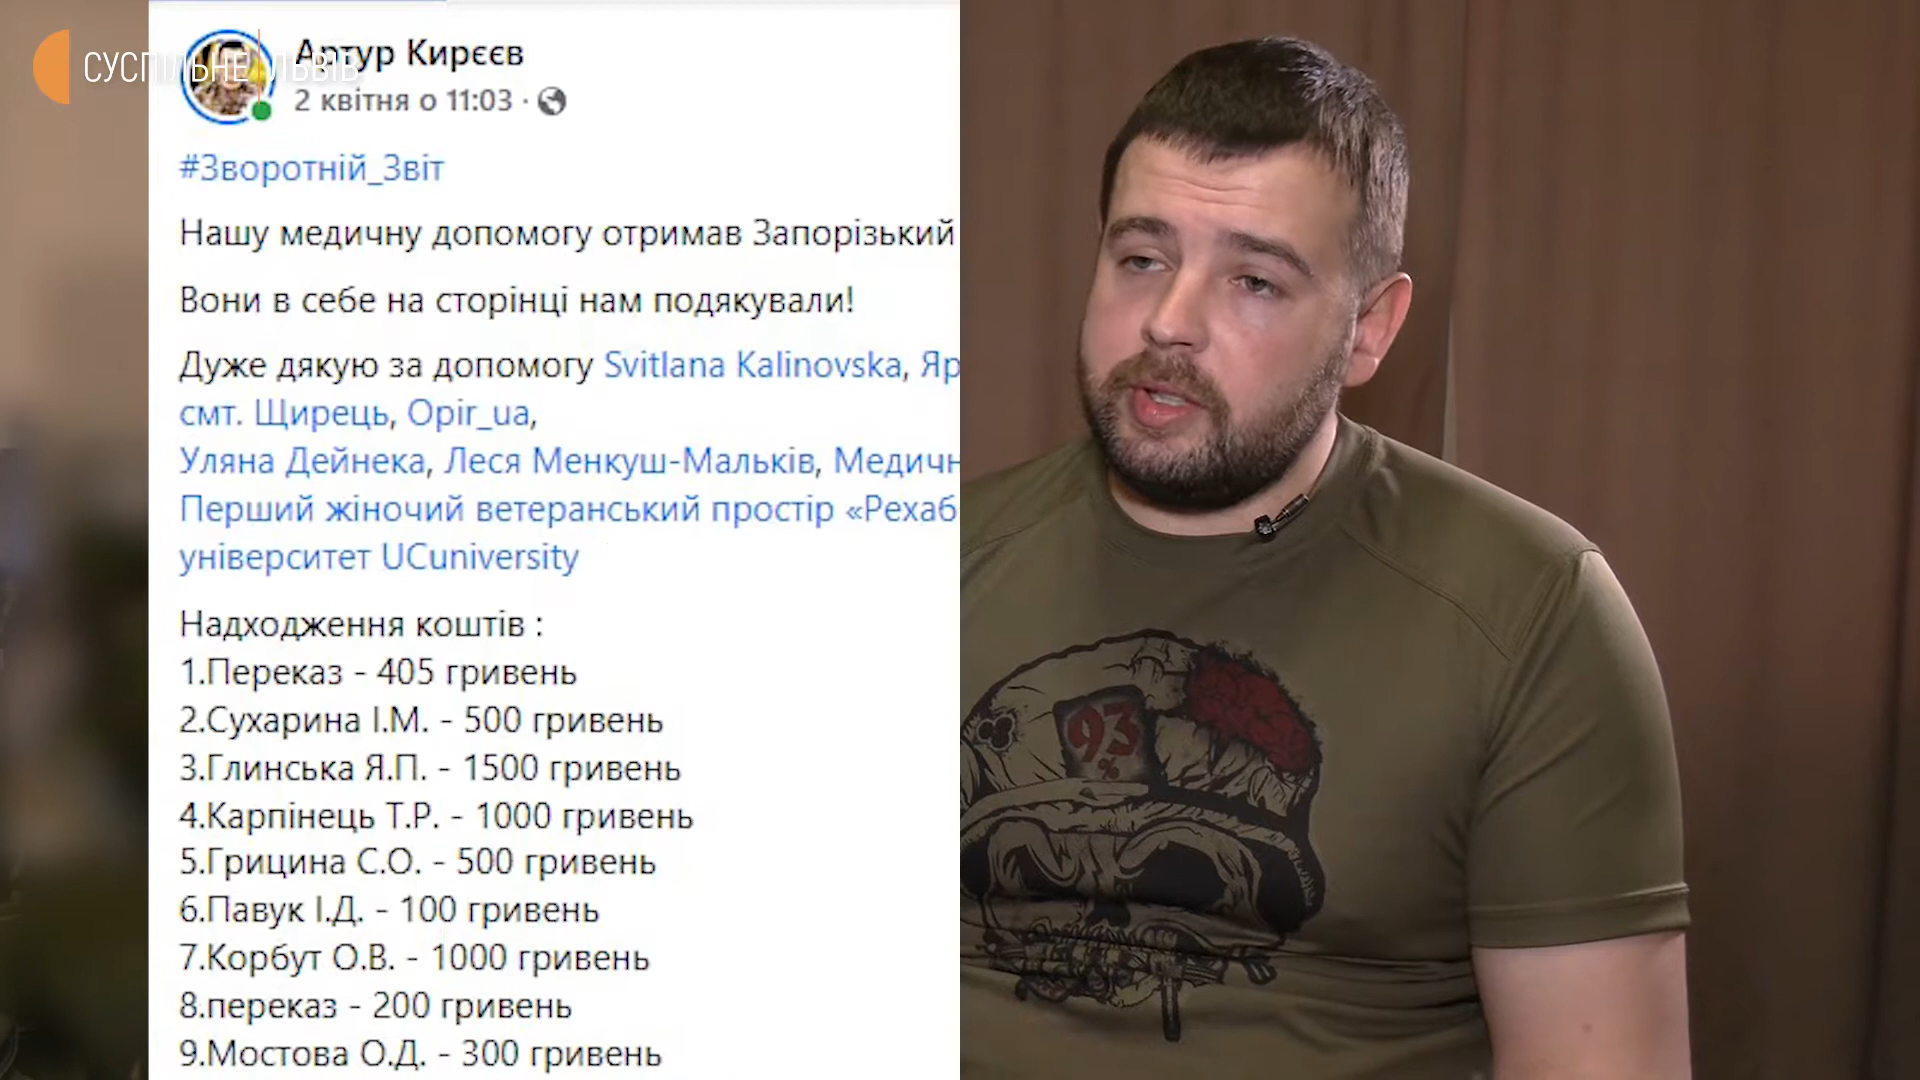 СУСПІЛЬНЕ ЛЬВІВ
Артур Кирєєв
2 квітня о 11:03 ·
#Зворотній_Звіт
Нашу медичну допомогу отримав Запорізький
Вони в себе на сторінці нам подякували!
Дуже дякую за допомогу Svitlana Kalinovska, Яр
смт. Щирець, Opir_ua,
Уляна Дейнека, Леся Менкуш-Мальків, Медичн
Перший жіночий ветеранський простір «Рехаб
університет UCuniversity
Надходження коштів :
1.Переказ - 405 гривень
2.Сухарина І.М. - 500 гривень
3.Глинська Я.П. - 1500 гривень
4.Карпінець Т.Р. - 1000 гривень
5.Грицина С.О. - 500 гривень
6.Павук І.Д. - 100 гривень
7.Корбут О.В. - 1000 гривень
8.переказ - 200 гривень
9.Мостова О.Д. - 300 гривень
93
%